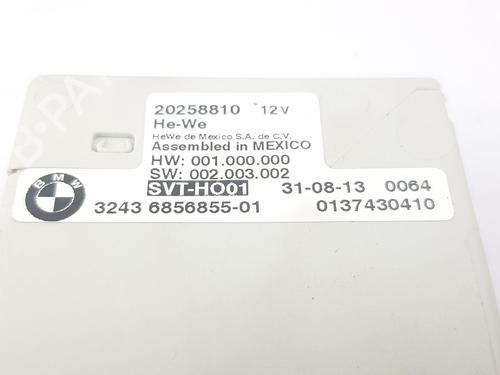 20258810 12V
He-We
HeWe de Mexico S.A. de C.V.
Assembled in MEXICO
HW: 001.000.000
SW: 002.003.002
SVT-HO01 31-08-13 0064
BMW
3243 6856855-01 0137430410
B-PA